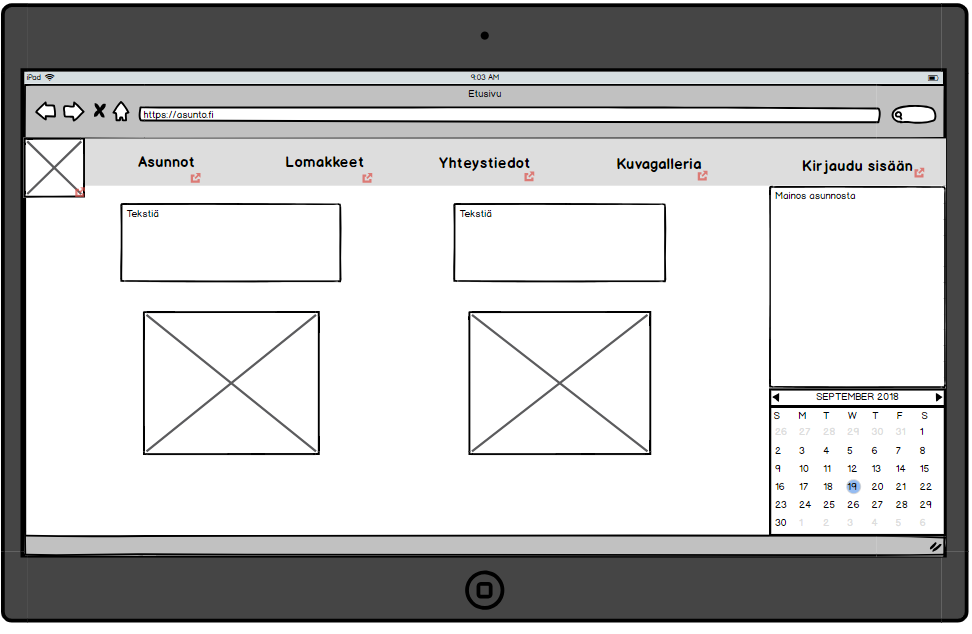 iPad 9:03 AM
Etusivu
https://asunto.fi
Asunnot Lomakkeet Yhteystiedot Kuvagalleria Kirjaudu sisään
Tekstiä
Tekstiä
Mainos asunnosta
SEPTEMBER 2018
S M T W T F S
26 27 28 29 30 31 1
2 3 4 5 6 7 8
9 10 11 12 13 14 15
16 17 18 19 20 21 22
23 24 25 26 27 28 29
30 1 2 3 4 5 6